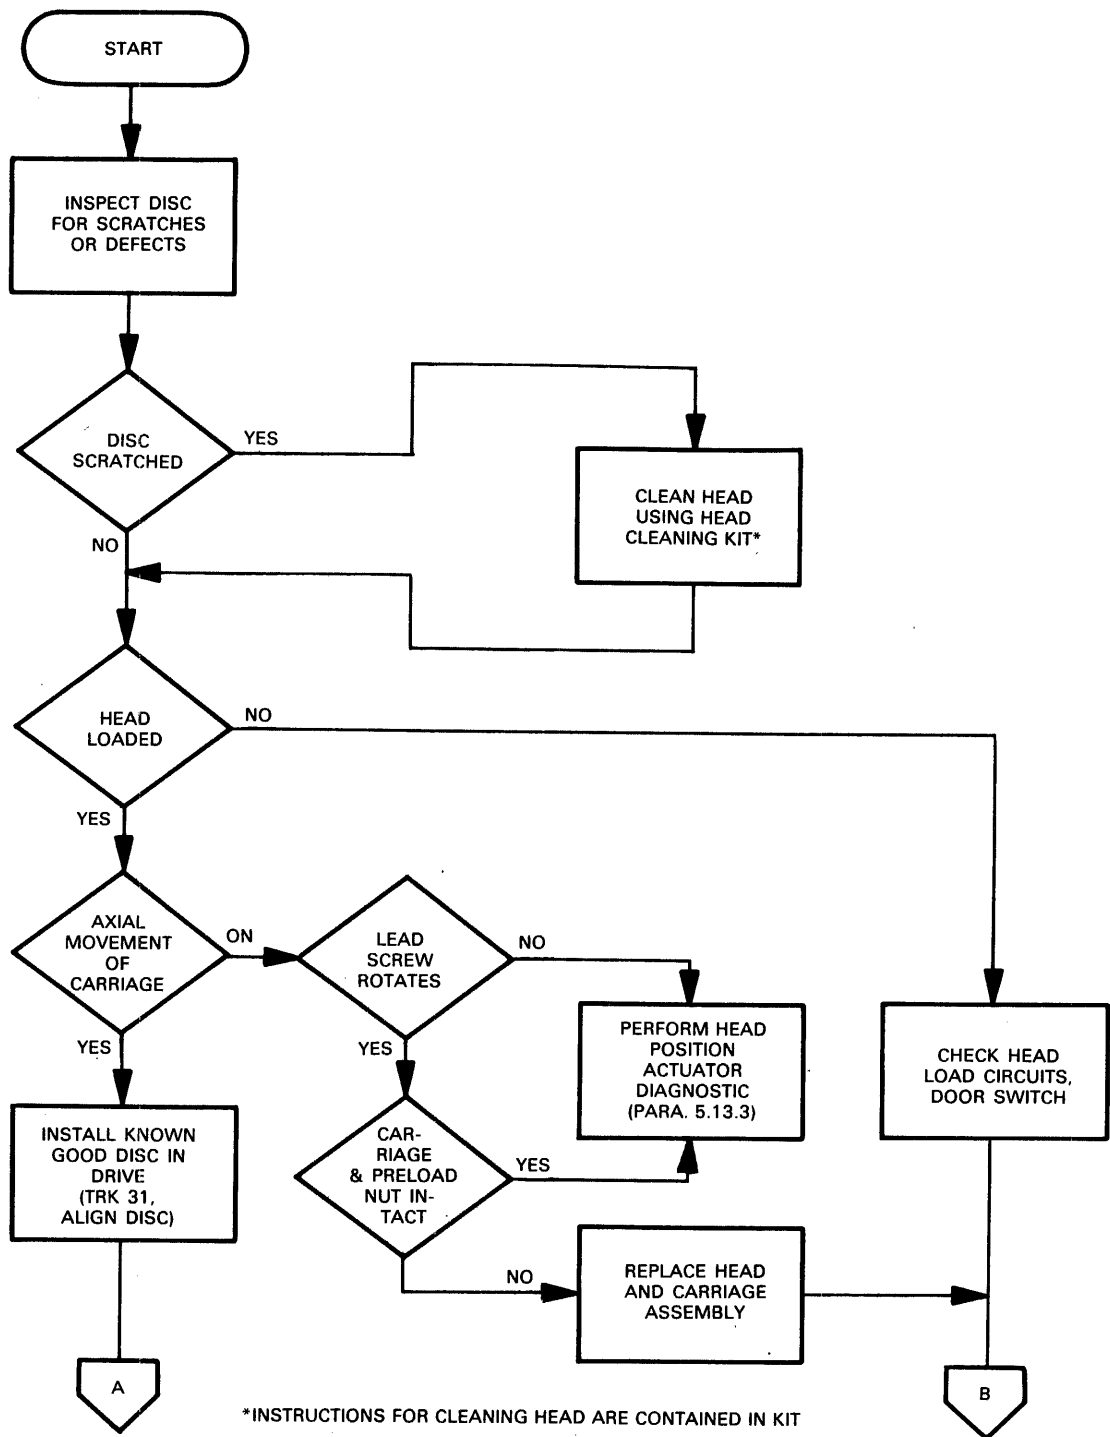 START
INSPECT DISC
FOR SCRATCHES
OR DEFECTS
DISC
SCRATCHED
YES
NO
CLEAN HEAD
USING HEAD
CLEANING KIT*
HEAD
LOADED
NO
YES
AXIAL
MOVEMENT
OF
CARRIAGE
ON
YES
LEAD
SCREW
ROTATES
NO
YES
PERFORM HEAD
POSITION
ACTUATOR
DIAGNOSTIC
(PARA. 5.13.3)
CHECK HEAD
LOAD CIRCUITS,
DOOR SWITCH
INSTALL KNOWN
GOOD DISC IN
DRIVE
(TRK 31,
ALIGN DISC)
CAR-
RIAGE
& PRELOAD
NUT IN-
TACT
YES
NO
REPLACE HEAD
AND CARRIAGE
ASSEMBLY
A
B
*INSTRUCTIONS FOR CLEANING HEAD ARE CONTAINED IN KIT